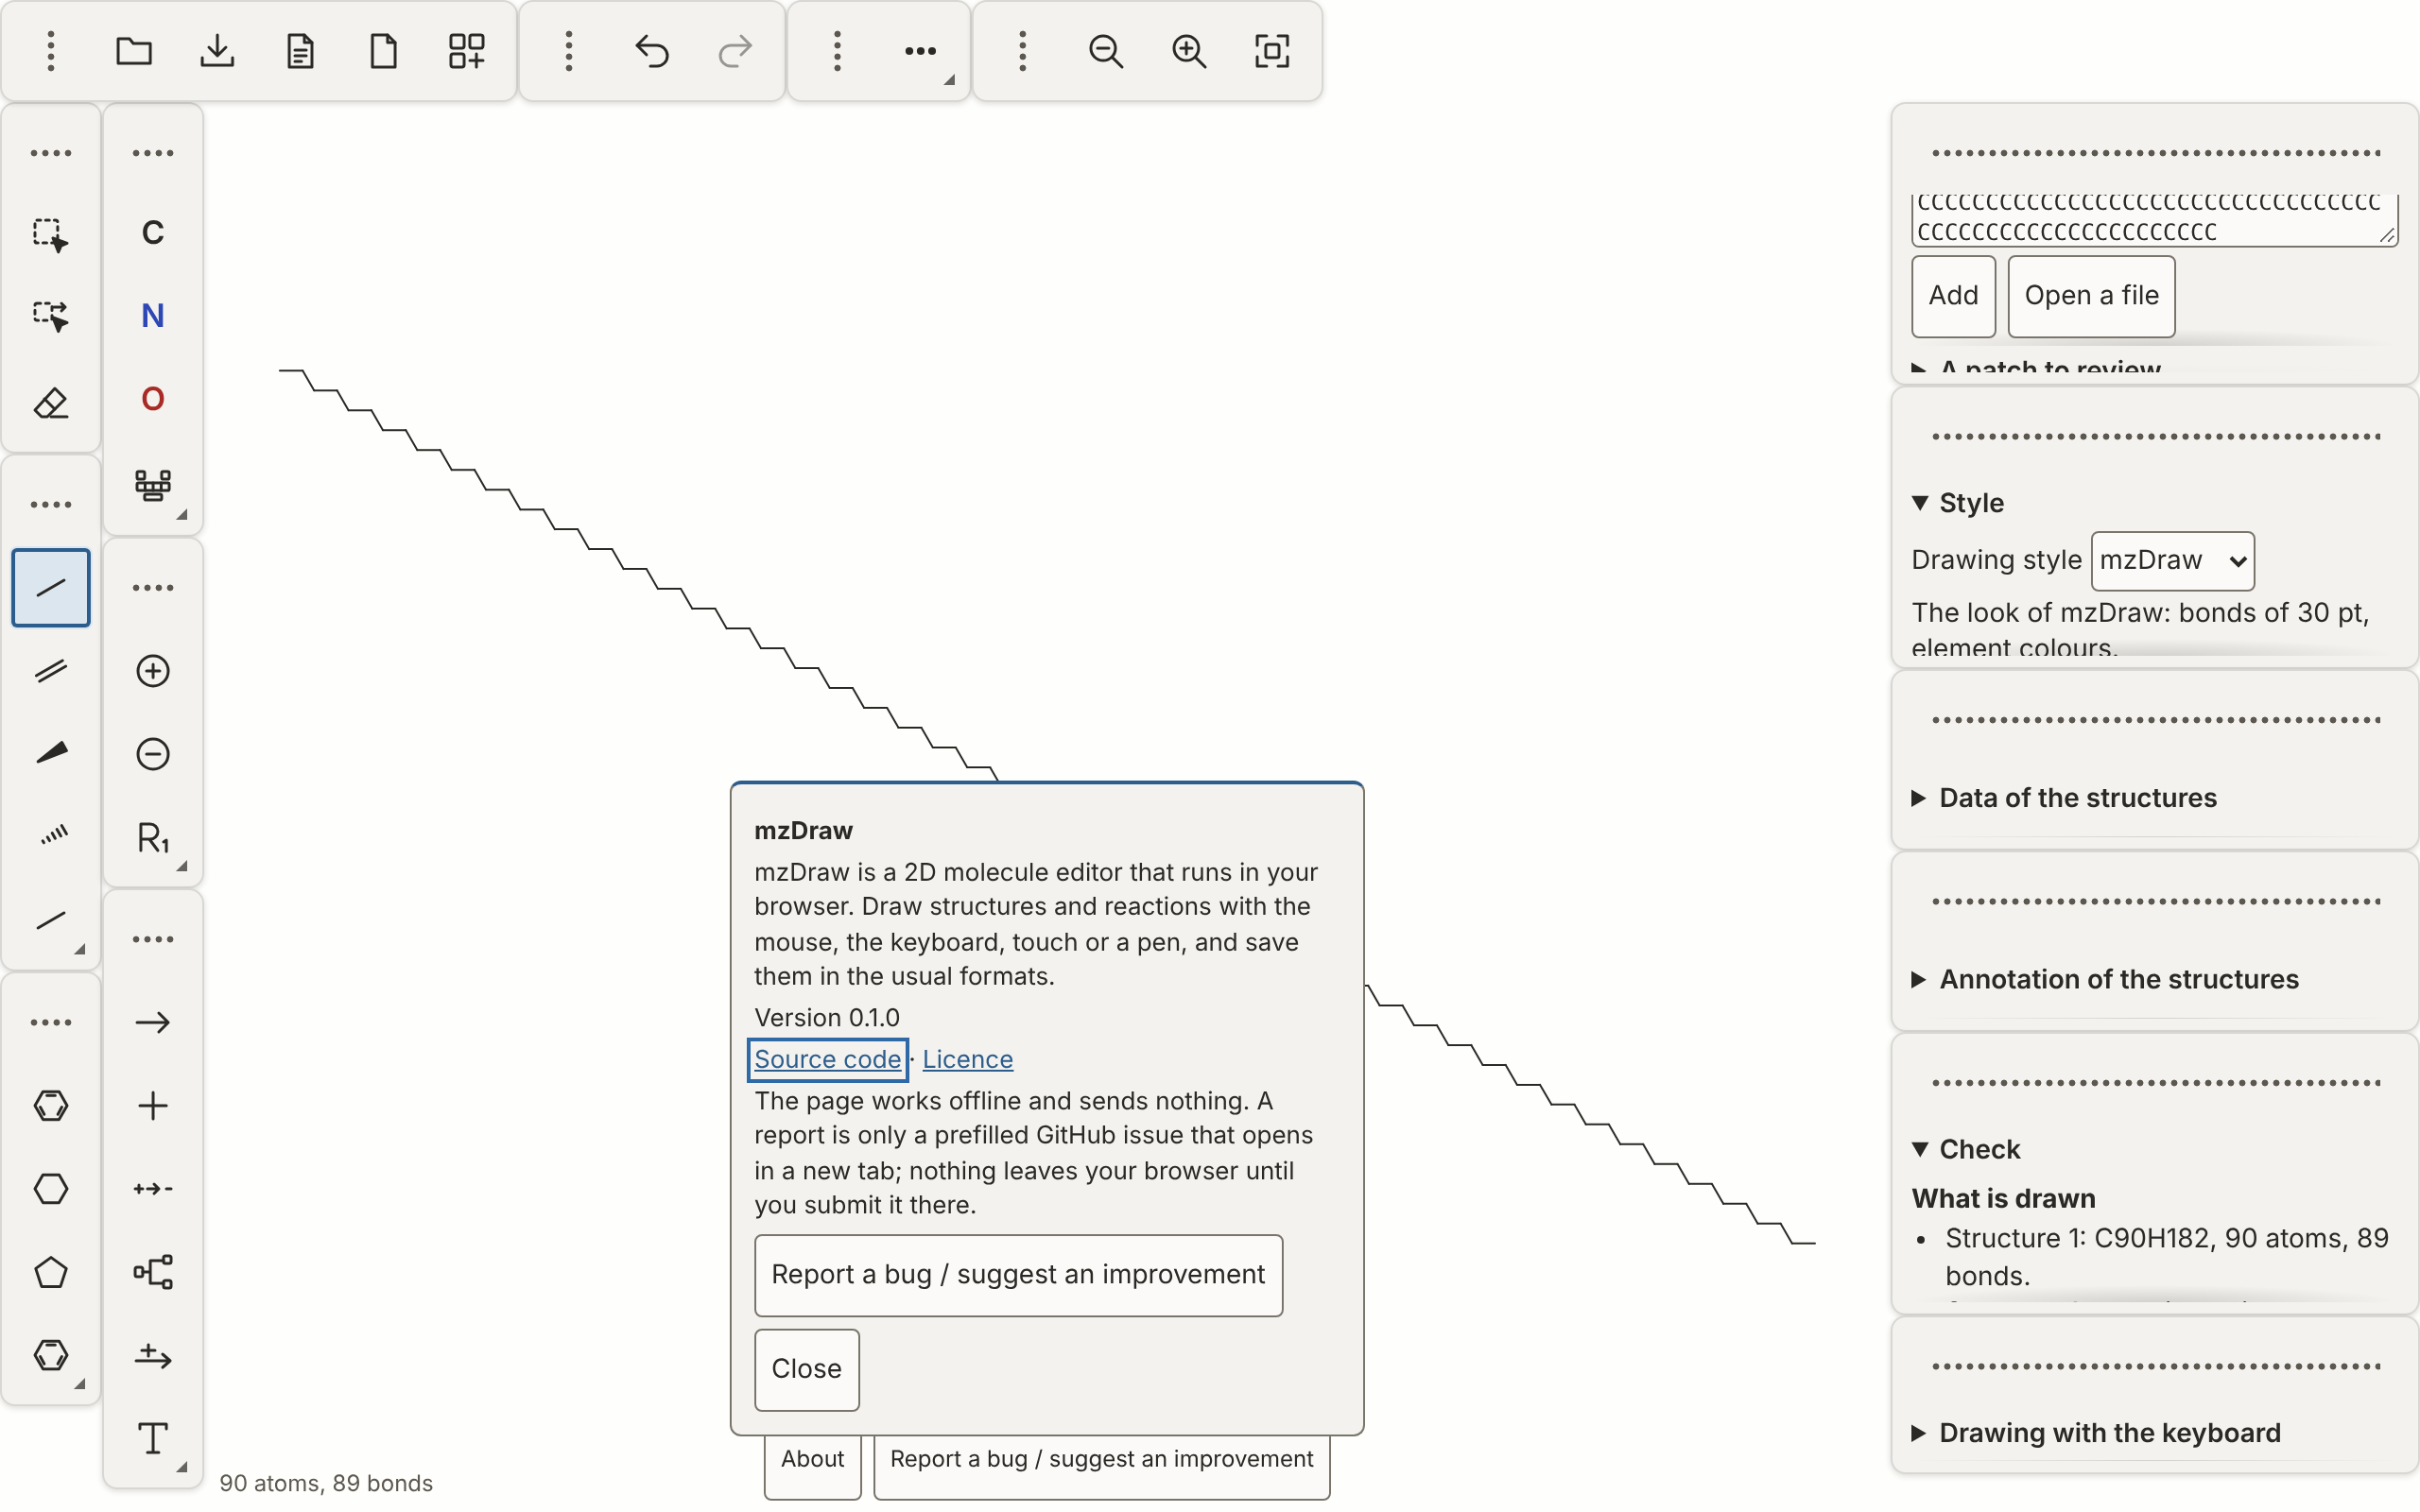 C
N
O
R₁
T
CCCCCCCCCCCCCCCCCCCCCCCCCCCCCCCCCC
CCCCCCCCCCCCCCCCCCCCCC
Add
Open a file
A patch to review
Style
Drawing style mzDraw
The look of mzDraw: bonds of 30 pt,
element colours.
Data of the structures
Annotation of the structures
Check
What is drawn
• Structure 1: C90H182, 90 atoms, 89
bonds.
Drawing with the keyboard
mzDraw
mzDraw is a 2D molecule editor that runs in your
browser. Draw structures and reactions with the
mouse, the keyboard, touch or a pen, and save
them in the usual formats.
Version 0.1.0
Source code · Licence
The page works offline and sends nothing. A
report is only a prefilled GitHub issue that opens
in a new tab; nothing leaves your browser until
you submit it there.
Report a bug / suggest an improvement
Close
About
Report a bug / suggest an improvement
90 atoms, 89 bonds